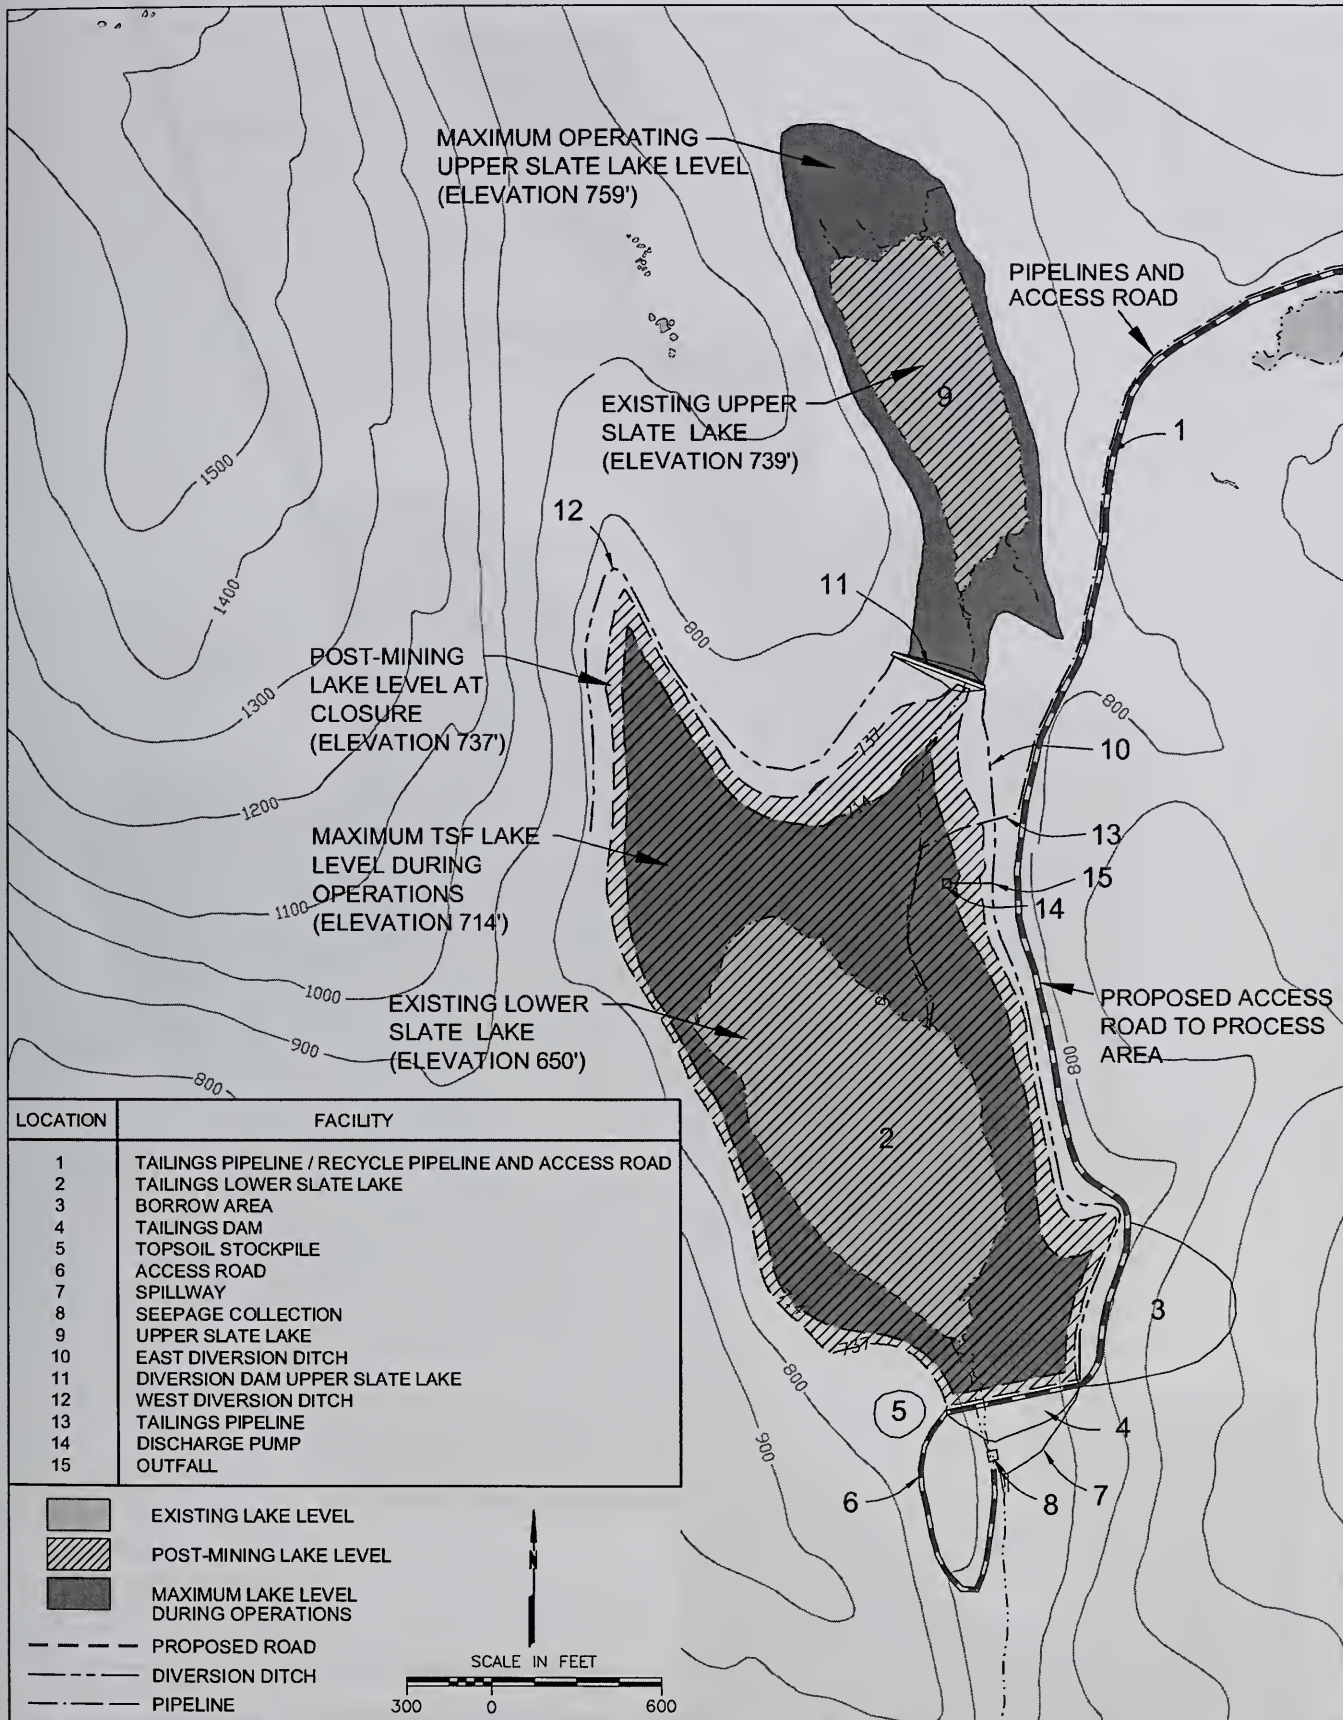 MAXIMUM OPERATING
UPPER SLATE LAKE LEVEL
(ELEVATION 759')
PIPELINES AND
ACCESS ROAD
EXISTING UPPER
SLATE LAKE
(ELEVATION 739')
9
1
1500
12
11
1400
800
POST-MINING
LAKE LEVEL AT
CLOSURE
(ELEVATION 737')
1300
800
737
10
1200
714
13
MAXIMUM TSF LAKE
LEVEL DURING
OPERATIONS
(ELEVATION 714')
15
14
1100
1000
EXISTING LOWER
SLATE LAKE
(ELEVATION 650')
PROPOSED ACCESS
ROAD TO PROCESS
AREA
900
800
800
2
3
737
800
5
4
900
6
8
7
LOCATION FACILITY
1 TAILINGS PIPELINE / RECYCLE PIPELINE AND ACCESS ROAD
2 TAILINGS LOWER SLATE LAKE
3 BORROW AREA
4 TAILINGS DAM
5 TOPSOIL STOCKPILE
6 ACCESS ROAD
7 SPILLWAY
8 SEEPAGE COLLECTION
9 UPPER SLATE LAKE
10 EAST DIVERSION DITCH
11 DIVERSION DAM UPPER SLATE LAKE
12 WEST DIVERSION DITCH
13 TAILINGS PIPELINE
14 DISCHARGE PUMP
15 OUTFALL
EXISTING LAKE LEVEL
POST-MINING LAKE LEVEL
MAXIMUM LAKE LEVEL
DURING OPERATIONS
PROPOSED ROAD
DIVERSION DITCH
PIPELINE
N
SCALE IN FEET
300 0 600